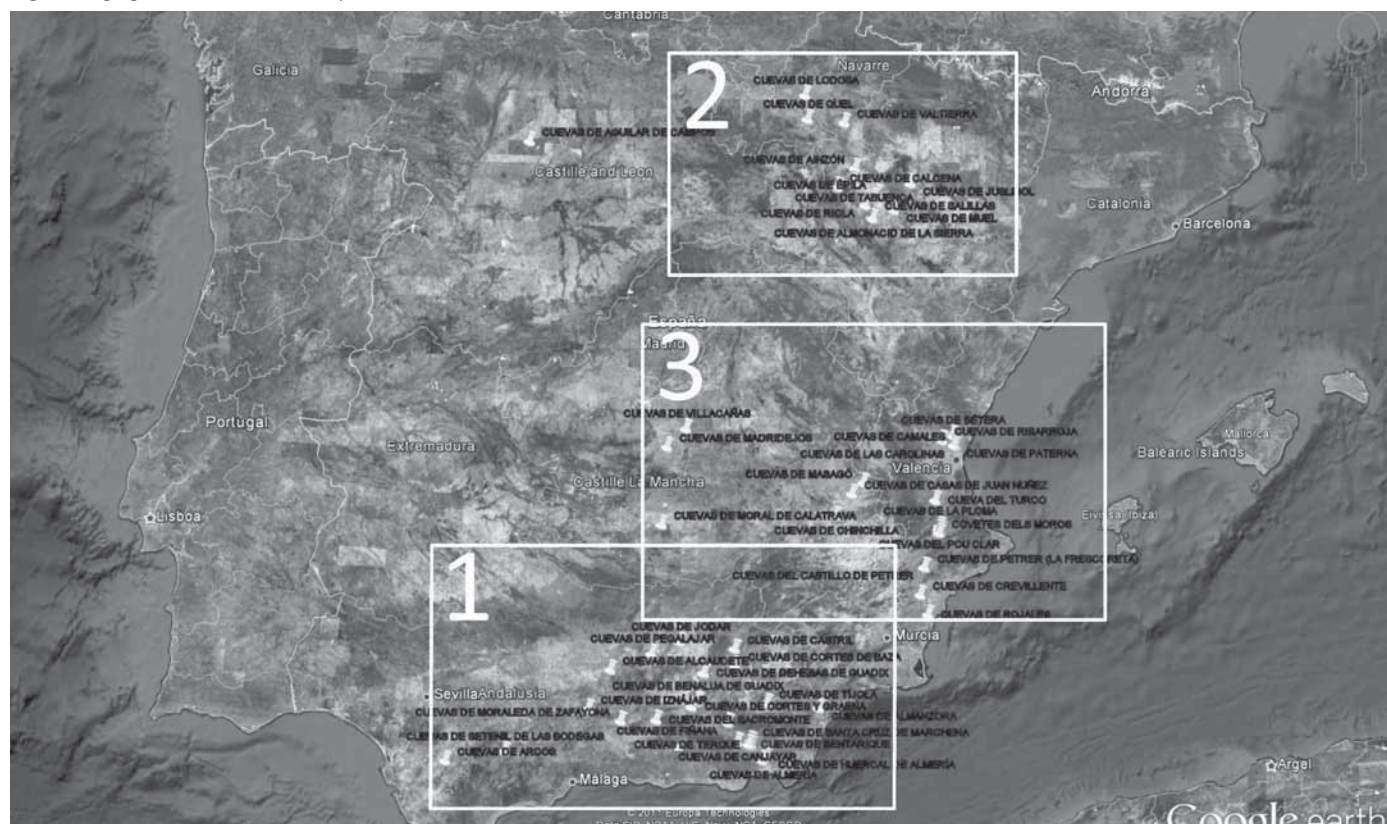 Cantabria
Galicia
2
Navarre
CUEVAS DE LODOSA
Andorra
CUEVAS DE QUEL
CUEVAS DE VALTIERRA
CUEVAS DE AGUILAR DE CAMPOS
Castille and Leon
CUEVAS DE AINZÓN
CUEVAS DE CALCENA
CUEVAS DE ÉPILA
CUEVAS DE JUSLIBOL
CUEVAS DE TABUENCA
CUEVAS DE SALILLAS
Catalonia
CUEVAS DE RICLA
CUEVAS DE MUEL
Barcelona
CUEVAS DE ALMONACID DE LA SIERRA
España
Madrid
3
CUEVAS DE VILLACAÑAS
CUEVAS DE BÉTERA
Portugal
CUEVAS DE MADRIDEJOS
CUEVAS DE CAMALES
CUEVAS DE RIBARROJA
Mallorca
Extremadura
CUEVAS DE LAS CAROLINAS
CUEVAS DE PATERNA
Balearic Islands
Valencia
CUEVAS DE MASAGÓ
Castille La Mancha
CUEVAS DE CASAS DE JUAN NUÑEZ
CUEVA DEL TURCO
Lisboa
CUEVAS DE LA PLOMA
CUEVAS DE MORAL DE CALATRAVA
Eivissa (Ibiza)
CUEVAS DE CHINCHILLA
COVETES DELS MOROS
CUEVAS DEL POU CLAR
1
CUEVAS DE PETRER (LA FRESCORETA)
CUEVAS DEL CASTILLO DE PETRER
CUEVAS DE CREVILLENTE
CUEVAS DE ROJALES
CUEVAS DE JODAR
CUEVAS DE PEGALAJAR
CUEVAS DE CASTRIL
Murcia
CUEVAS DE ALCAUDETE
CUEVAS DE CORTES DE BAZA
CUEVAS DE DEHESAS DE GUADIX
CUEVAS DE BENALUA DE GUADIX
Sevilla
Andalusia
CUEVAS DE TIJOLA
CUEVAS DE IZNÁJAR
CUEVAS DE CORTES Y GRAENA
CUEVAS DE MORALEDA DE ZAFAYONA
CUEVAS DEL SACROMONTE
CUEVAS DE ALMANZORA
CUEVAS DE FIÑANA
CUEVAS DE SANTA CRUZ DE MARCHENA
CUEVAS DE SETENIL DE LAS BODEGAS
CUEVAS DE TERQUE
CUEVAS DE BENTARIQUE
CUEVAS DE ARCOS
CUEVAS DE CANJAYAR
CUEVAS DE HUERCAL DE ALMERÍA
Málaga
CUEVAS DE ALMERÍA
Argel
© 2011 Europa Technologies
Google earth